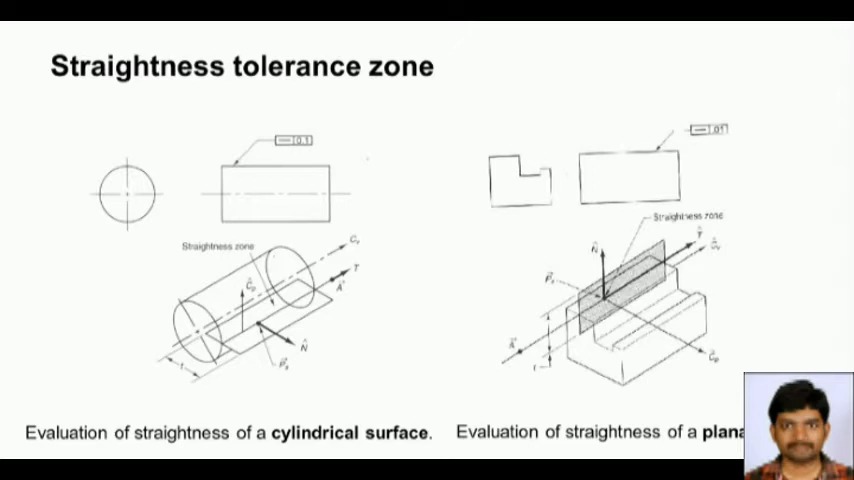 Straightness tolerance zone
0.1
.01
Straightness zone
Straightness zone
T
t
Evaluation of straightness of a cylindrical surface.
Evaluation of straightness of a plana